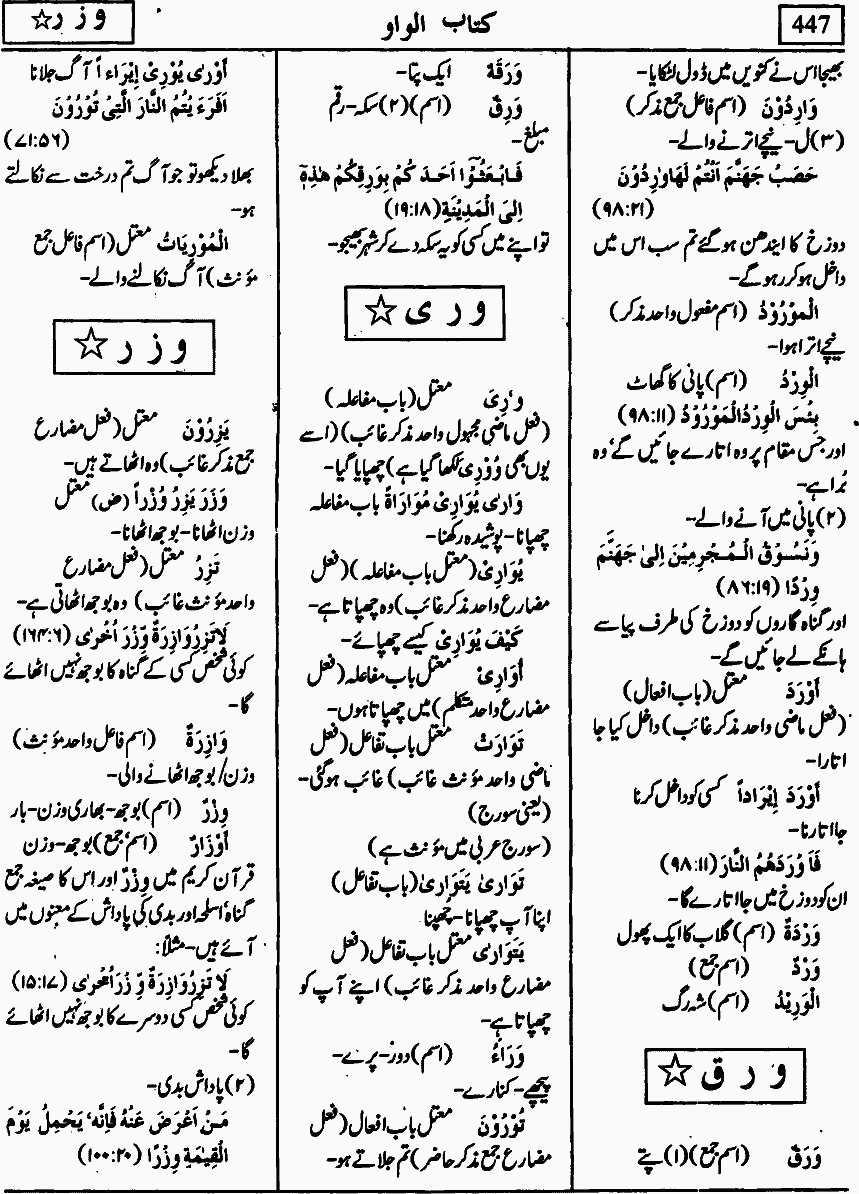 447
کتاب الواو
و ز ر ☆
بھیجا اس نے کنویں میں ڈول لٹکایا۔
وَارِدُوْنَ (اسم فاعل جمع مذکر)
(۳) ل۔ نیچے اترنے والے۔
حَصَبُ جَهَنَّمَ اَنْتُمْ لَهَا وٰرِدُوْنَ
(۹۸:۲۱)
دوزخ کا ایندھن ہوگئے تم سب اس میں
داخل ہوکر رہوگے۔
الْمَوْرُوْدُ (اسم مفعول واحد مذکر)
نیچے اترا ہوا۔
الْوِرْدُ (اسم) پانی کا گھاٹ
بِئْسَ الْوِرْدُ الْمَوْرُوْدُ (۹۸:۱۱)
اور جس مقام پر وہ اتارے جائیں گے‘ وہ
بُرا ہے۔
(۲) پانی میں آنے والے۔
وَنَسُوْقُ الْمُجْرِمِيْنَ اِلٰى جَهَنَّمَ
وِرْدًا (۸۶:۱۹)
اور گناہ گاروں کو دوزخ کی طرف پیاسے
ہانکے لے جائیں گے۔
أَوْرَدَ معتل (باب افعال)
(فعل ماضی واحد مذکر غائب) داخل کیا جا
اتارا۔
أَوْرَدَ إِيْرَاداً کسی کو داخل کرنا
جا اتارنا۔
فَاَوْرَدَهُمُ النَّارَ (۹۸:۱۱)
ان کو دوزخ میں جا اتارے گا۔
وَرْدَةٌ (اسم) گلاب کا ایک پھول
وَرْدٌ (اسم جمع)
الْوَرِيْدُ (اسم) شہ رگ
و ر ق ☆
وَرَقٌ (اسم جمع) (۱) پتے
وَرَقَةٌ ایک پتا۔
وَرِقٌ (اسم) (۲) سکہ۔ رقم
مبلغ۔
فَابْعَثُوْٓا اَحَدَكُمْ بِوَرِقِكُمْ هٰذِهٖٓ
اِلَى الْمَدِيْنَةِ (۱۹:۱۸)
تو اپنے میں کسی کو یہ سکہ دے کر شہر بھیجو۔
و ر ی ☆
وٗرِیَ معتل (باب مفاعلہ)
(فعل ماضی مجہول واحد مذکر غائب) (اسے
یوں بھی وُوْرِیَ لکھا گیا ہے) چھپایا گیا۔
وَارٰى يُوَارِىْ مُوَارَاةً باب مفاعلہ
چھپانا۔ پوشیدہ رکھنا۔
يُوَارِىْ (معتل باب مفاعلہ) (فعل
مضارع واحد مذکر غائب) وہ چھپاتا ہے۔
كَيْفَ يُوَارِىْ کیسے چھپائے۔
أُوَارِىْ معتل باب مفاعلہ (فعل
مضارع واحد متکلم) میں چھپاتا ہوں۔
تَوَارَتْ معتل باب تفاعل (فعل
ماضی واحد مؤنث غائب) غائب ہوگئی۔
(یعنی سورج)
(سورج عربی میں مؤنث ہے)
تَوَارٰى يَتَوَارٰى (باب تفاعل)
اپنا آپ چھپانا۔ چھپنا
يَتَوَارٰى معتل باب تفاعل (فعل
مضارع واحد مذکر غائب) اپنے آپ کو
چھپاتا ہے۔
وَرَاءُ (اسم) دور۔ پرے۔
پیچھے۔ کنارے۔
تُوْرُوْنَ معتل باب افعال (فعل
مضارع جمع مذکر حاضر) تم جلاتے ہو۔
أَوْرٰى يُوْرِىْ إِيْرَاءاً آگ جلانا
اَفَرَءَيْتُمُ النَّارَ الَّتِىْ تُوْرُوْنَ
(۷۱:۵۶)
بھلا دیکھو تو جو آگ تم درخت سے نکالتے
ہو۔
الْمُوْرِيَاتُ معتل (اسم فاعل جمع
مؤنث) آگ نکالنے والے۔
و ز ر ☆
يَزِرُوْنَ معتل (فعل مضارع
جمع مذکر غائب) وہ اٹھاتے ہیں۔
وَزَرَ يَزِرُ وُزْراً (ض) معتل
وزن اٹھانا۔ بوجھ اٹھانا۔
تَزِرُ معتل (فعل مضارع
واحد مؤنث غائب) وہ بوجھ اٹھاتی ہے۔
لَاتَزِرُ وَازِرَةٌ وِّزْرَ اُخْرٰى (۱۶۴:۶)
کوئی شخص کسی کے گناہ کا بوجھ نہیں اٹھائے
گا۔
وَازِرَةٌ (اسم فاعل واحد مؤنث)
وزن/ بوجھ اٹھانے والی۔
وِزْرٌ (اسم) بوجھ۔ بھاری وزن۔ بار
أَوْزَارٌ (اسم‘ جمع) بوجھ۔ وزن
قرآن کریم میں وِزْرٌ اور اس کا صیغہ جمع
گناہ‘ اسلحہ اور بدی کی پاداش کے معنوں میں
آئے ہیں۔ مثلاً:
لَا تَزِرُ وَازِرَةٌ وِّزْرَ اُخْرٰى (۱۵:۱۷)
کوئی شخص کسی دوسرے کا بوجھ نہیں اٹھائے
گا۔
(۲) پاداش بدی۔
مَنْ اَعْرَضَ عَنْهُ فَاِنَّهٗ يَحْمِلُ يَوْمَ
الْقِيٰمَةِ وِزْرًا (۱۰۰:۲۰)